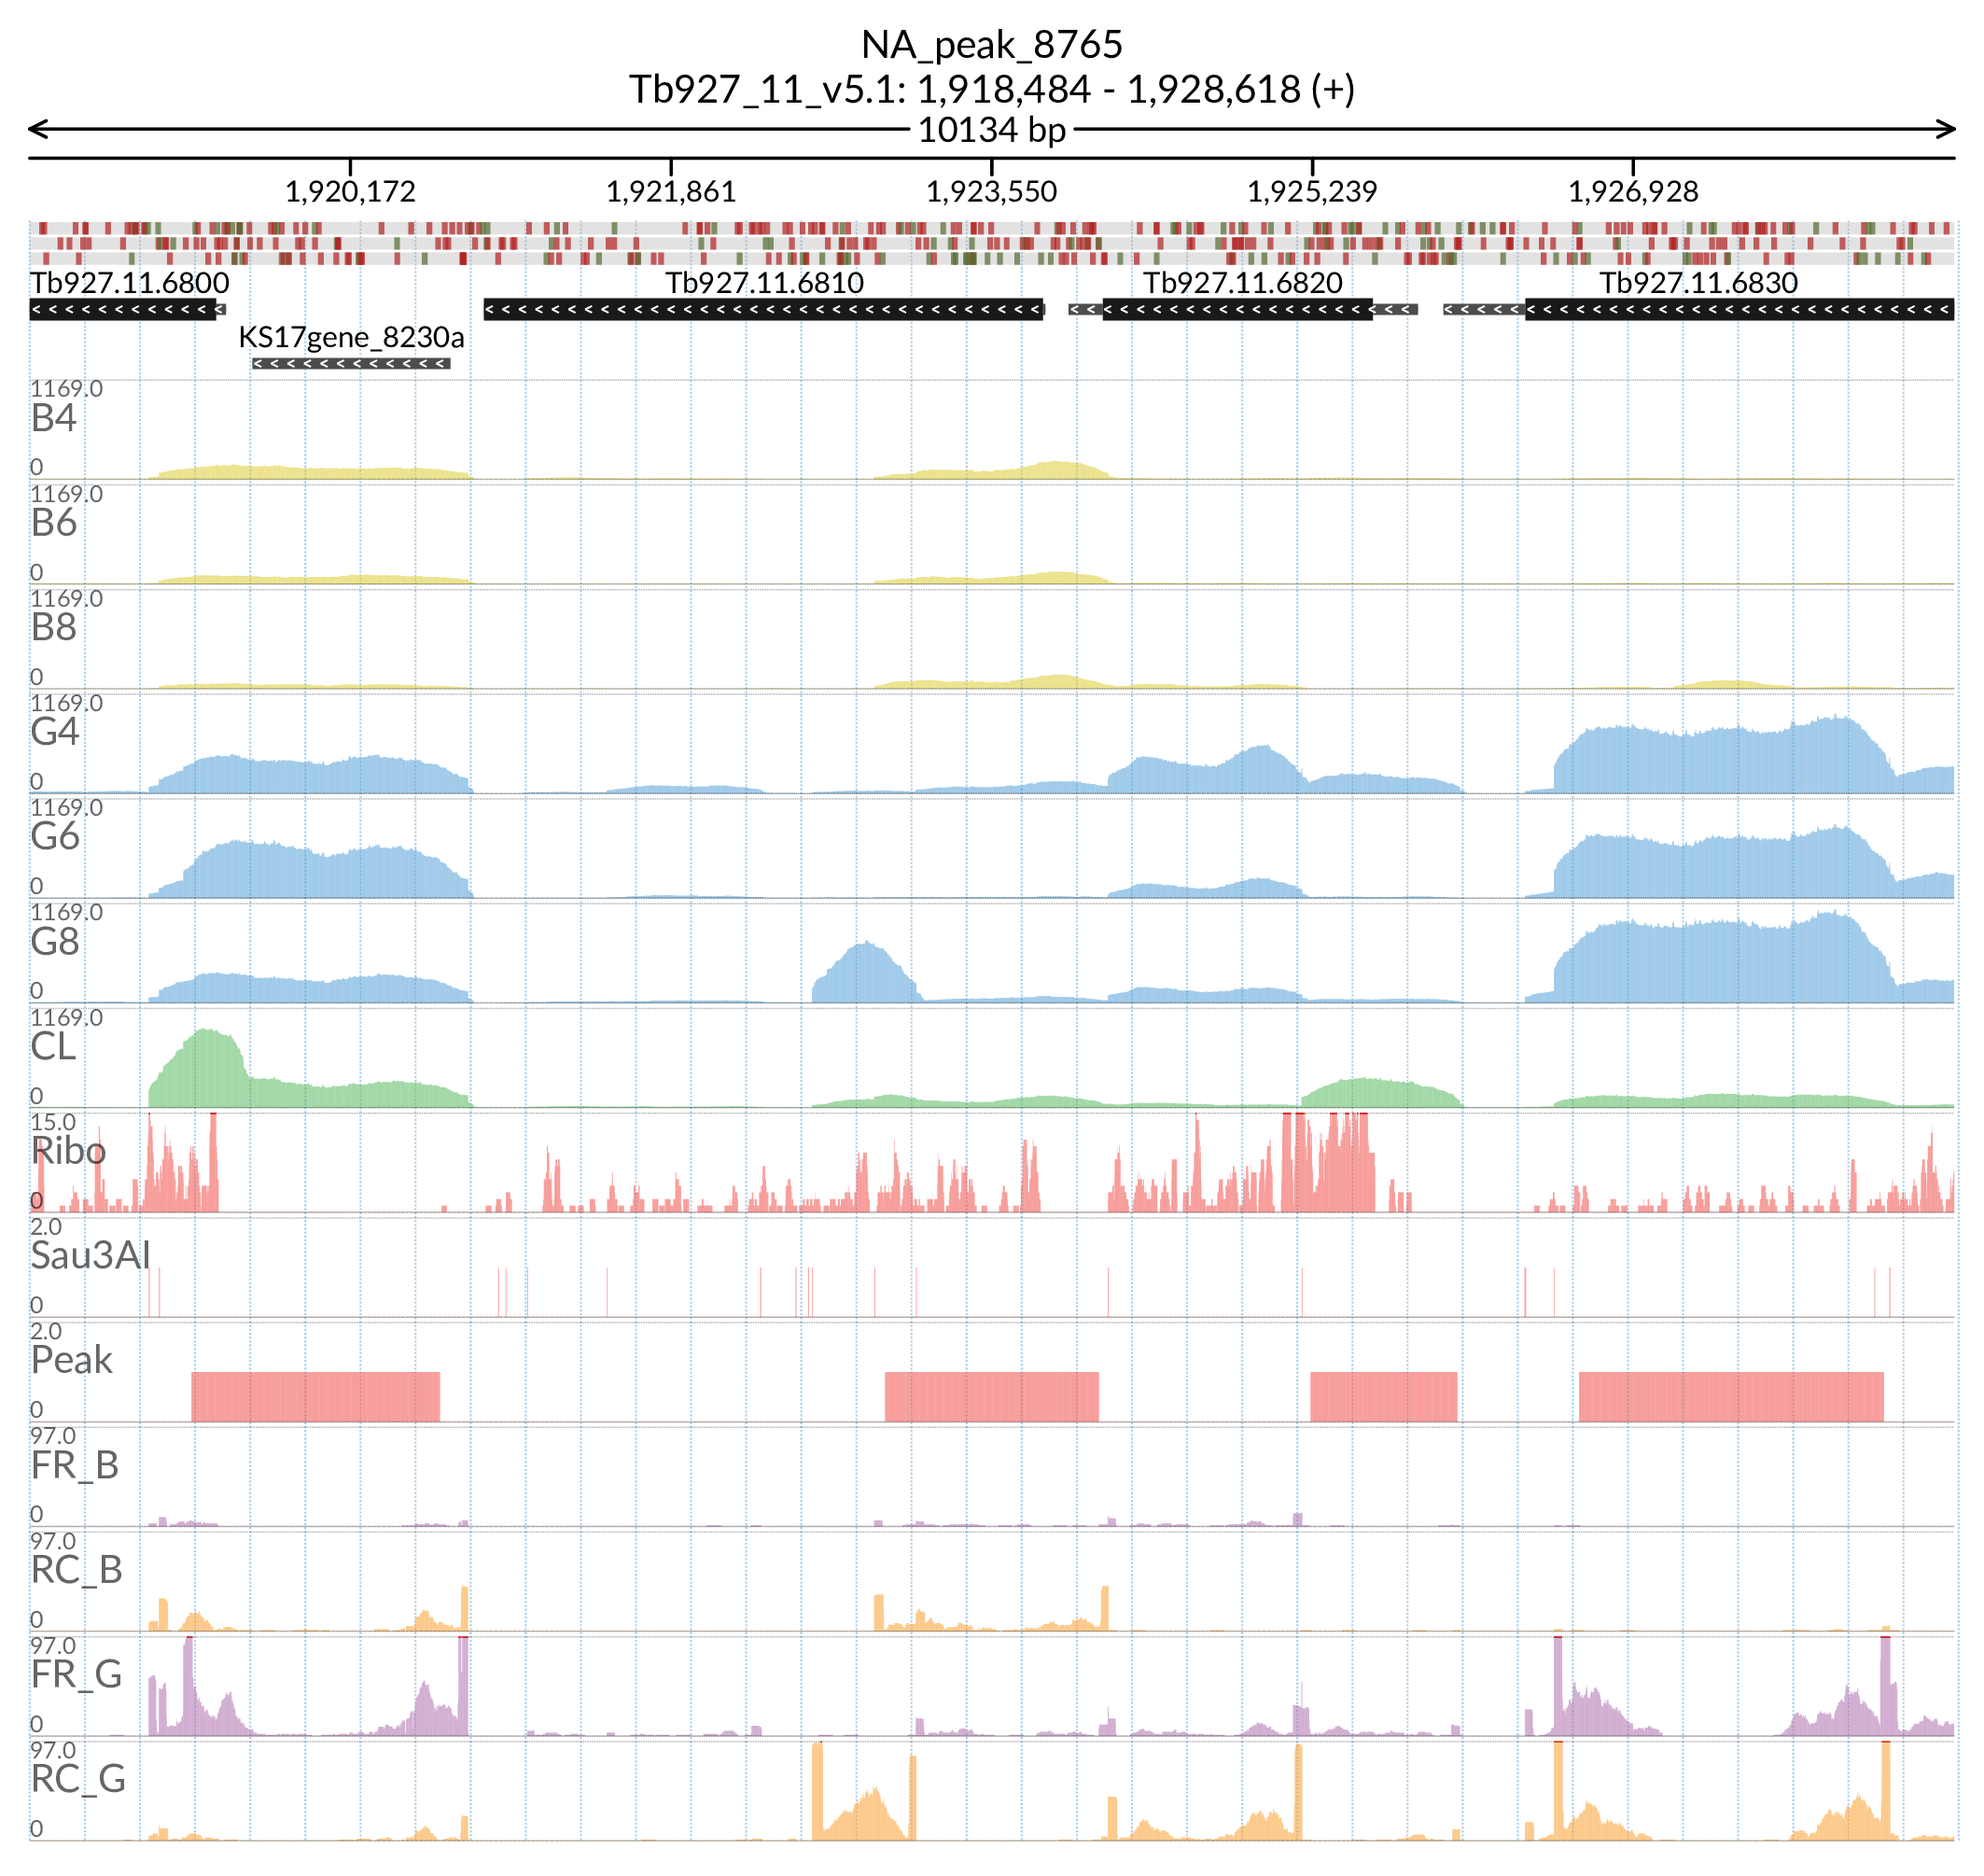 NA_peak_8765
Tb927_11_v5.1: 1,918,484 - 1,928,618 (+)
10134 bp
1,920,172 1,921,861 1,923,550 1,925,239 1,926,928
Tb927.11.6800 Tb927.11.6810 Tb927.11.6820 Tb927.11.6830
KS17gene_8230a
1169.0
B4
0
1169.0
B6
0
1169.0
B8
0
1169.0
G4
0
1169.0
G6
0
1169.0
G8
0
1169.0
CL
0
15.0
Ribo
0
2.0
Sau3AI
0
2.0
Peak
0
97.0
FR_B
0
97.0
RC_B
0
97.0
FR_G
0
97.0
RC_G
0